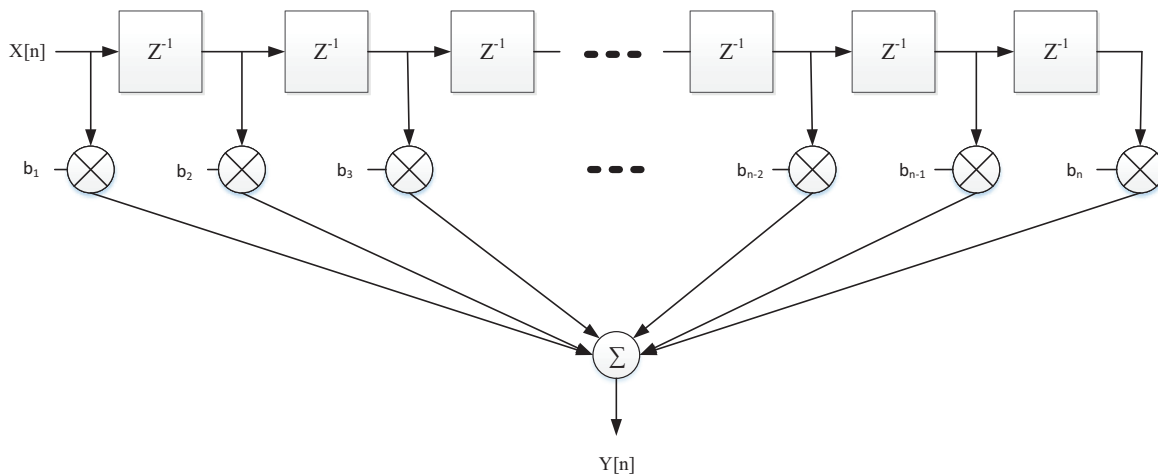 X[n] Z⁻¹ Z⁻¹ Z⁻¹ Z⁻¹ Z⁻¹ Z⁻¹
b₁ b₂ b₃ bₙ₋₂ bₙ₋₁ bₙ
Σ
Y[n]